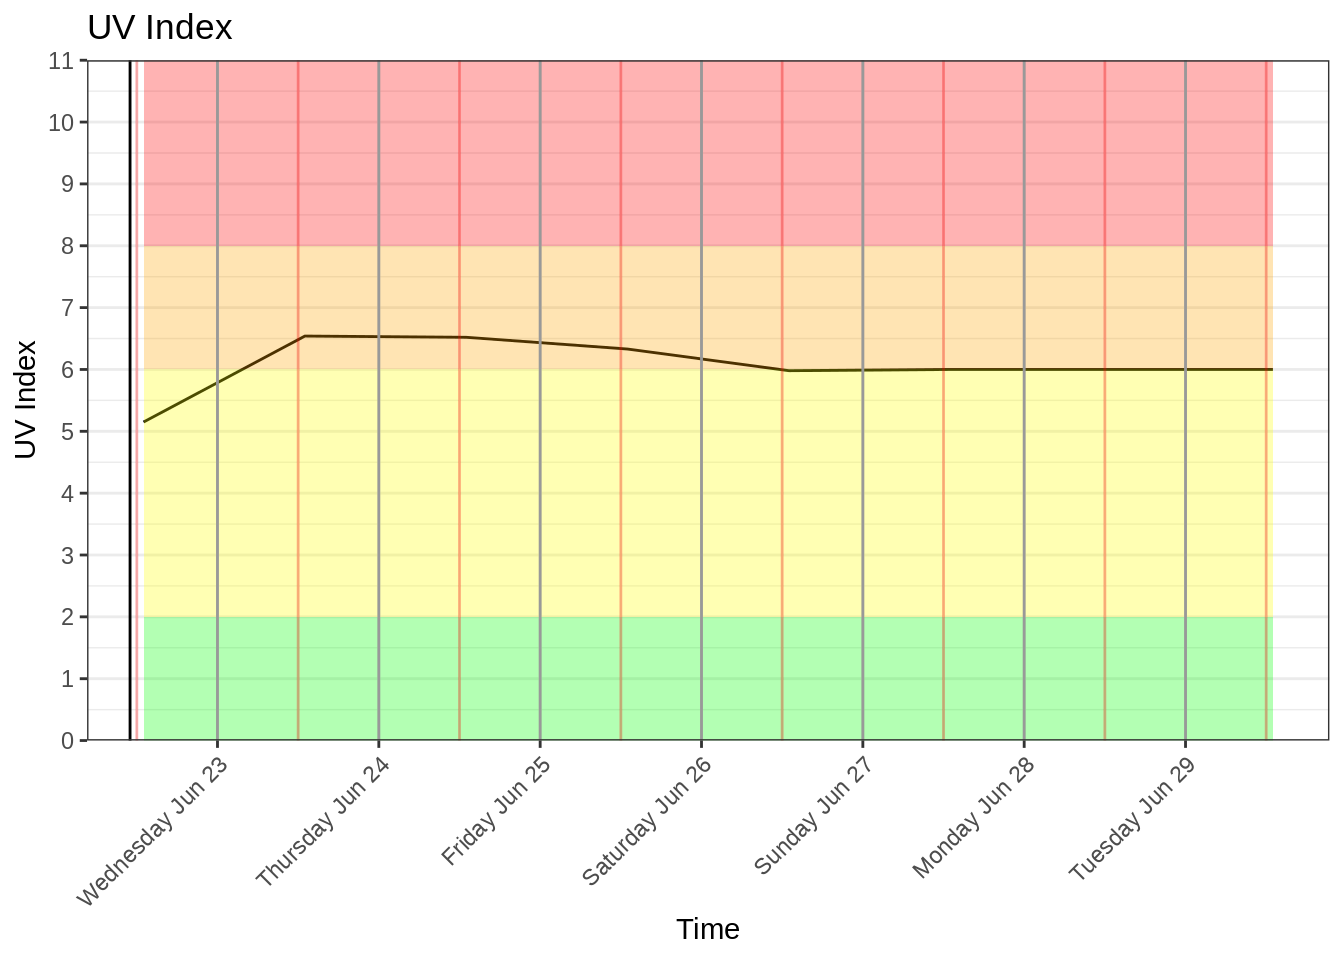 UV Index
11
10
9
8
7
6
5
4
3
2
1
0
UV Index
Wednesday Jun 23
Thursday Jun 24
Friday Jun 25
Saturday Jun 26
Sunday Jun 27
Monday Jun 28
Tuesday Jun 29
Time